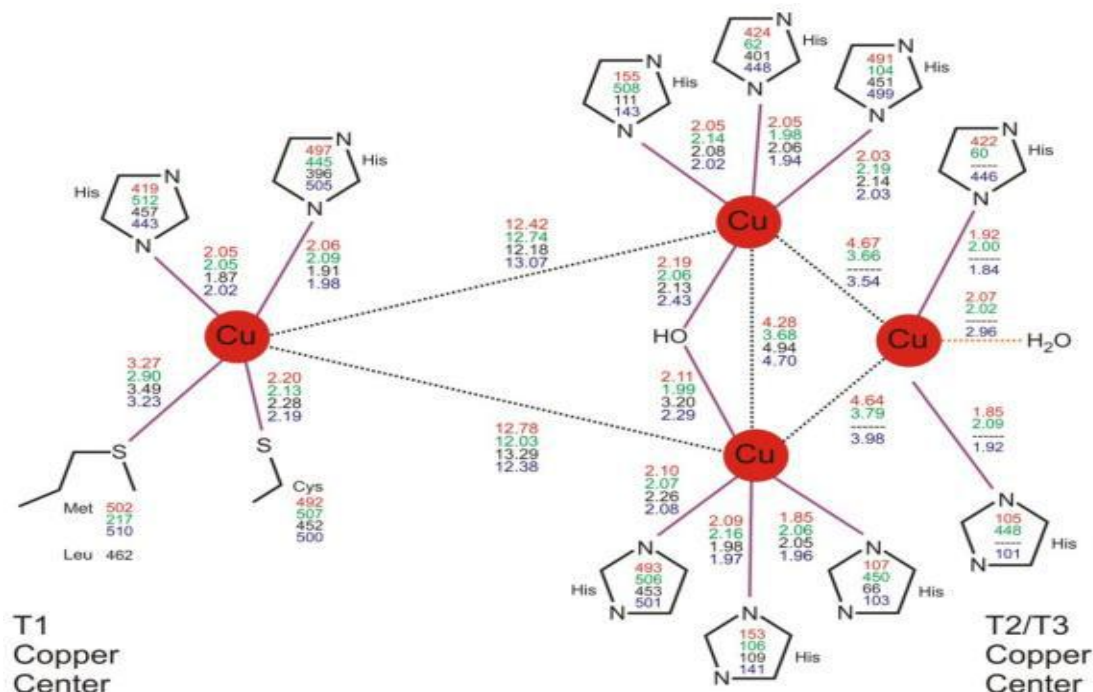 N
His
424
62
401
448
N
N
His
155
508
111
143
N
N
His
491
104
451
499
N
N
His
422
60
-----
446
N
N
His
419
512
457
443
N
N
His
497
445
396
505
N
2.05
2.14
2.08
2.02
2.05
1.98
2.06
1.94
2.03
2.19
2.14
2.03
Cu
1.92
2.00
-----
1.84
2.05
2.05
1.87
2.02
2.06
2.09
1.91
1.98
12.42
12.74
12.18
13.07
2.19
2.06
2.13
2.43
4.67
3.66
-----
3.54
2.07
2.02
-----
2.96
Cu
HO
4.28
3.68
4.94
4.70
Cu
H2O
3.27
2.90
3.49
3.23
2.20
2.13
2.28
2.19
2.11
1.99
3.20
2.29
4.64
3.79
------
3.98
1.85
2.09
-----
1.92
12.78
12.03
13.29
12.38
Cu
S
S
Met
502
217
510
Leu 462
Cys
492
507
452
500
2.10
2.07
2.26
2.08
2.09
2.16
1.98
1.97
1.85
2.06
2.05
1.96
N
His
493
506
453
501
N
N
His
153
106
109
141
N
N
His
107
450
66
103
N
N
His
105
448
-----
101
N
T1
Copper
Center
T2/T3
Copper
Center